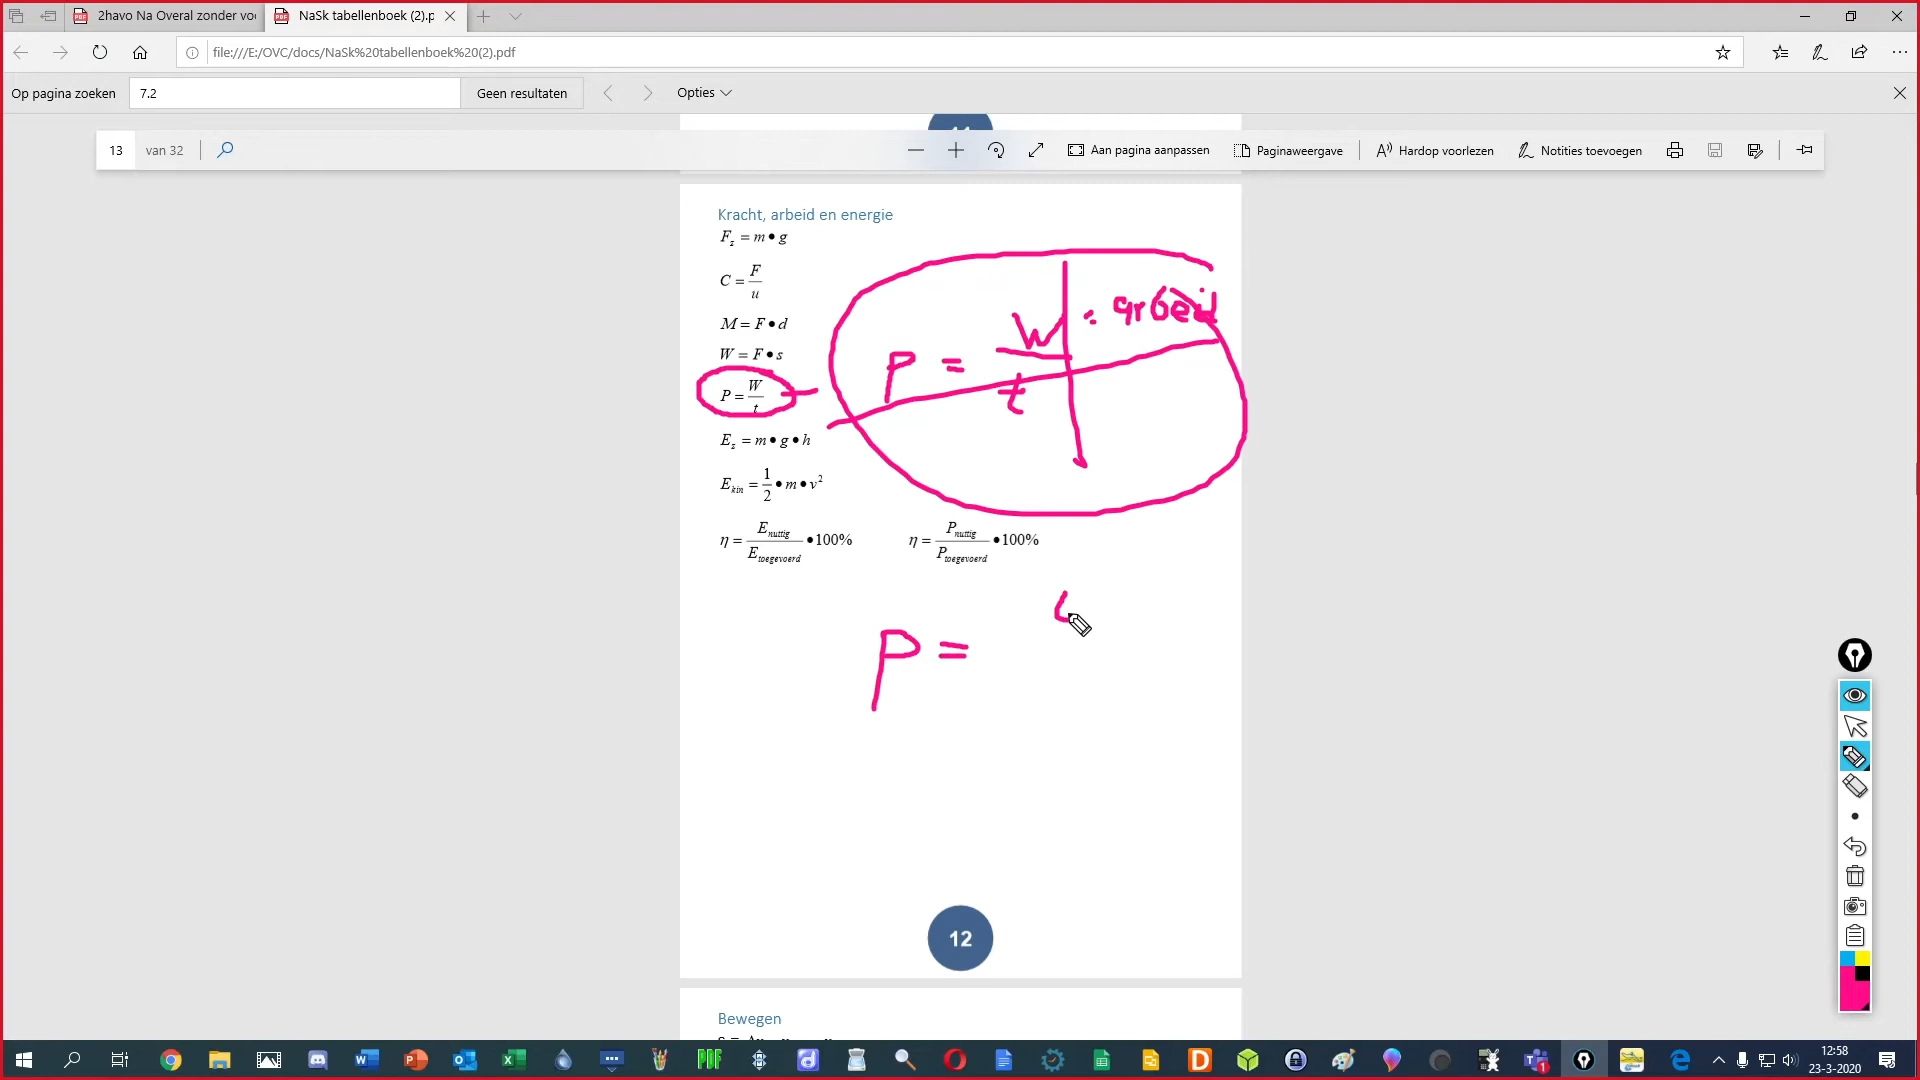 2havo Na Overal zonder voo
NaSk tabellenboek (2).p
file:///E:/OVC/docs/NaSk%20tabellenboek%20(2).pdf
Op pagina zoeken
7.2
Geen resultaten
Opties
13
van 32
Aan pagina aanpassen
Paginaweergave
Hardop voorlezen
Notities toevoegen
Kracht, arbeid en energie
F_z = m • g
C = F/u
M = F • d
W = F • s
P = W/t
P = W/t : arbeid
E_z = m • g • h
E_kin = 1/2 • m • v²
η = E_nuttig/E_toegevoerd • 100%
η = P_nuttig/P_toegevoerd • 100%
P =
12
Bewegen
12:58
23-3-2020